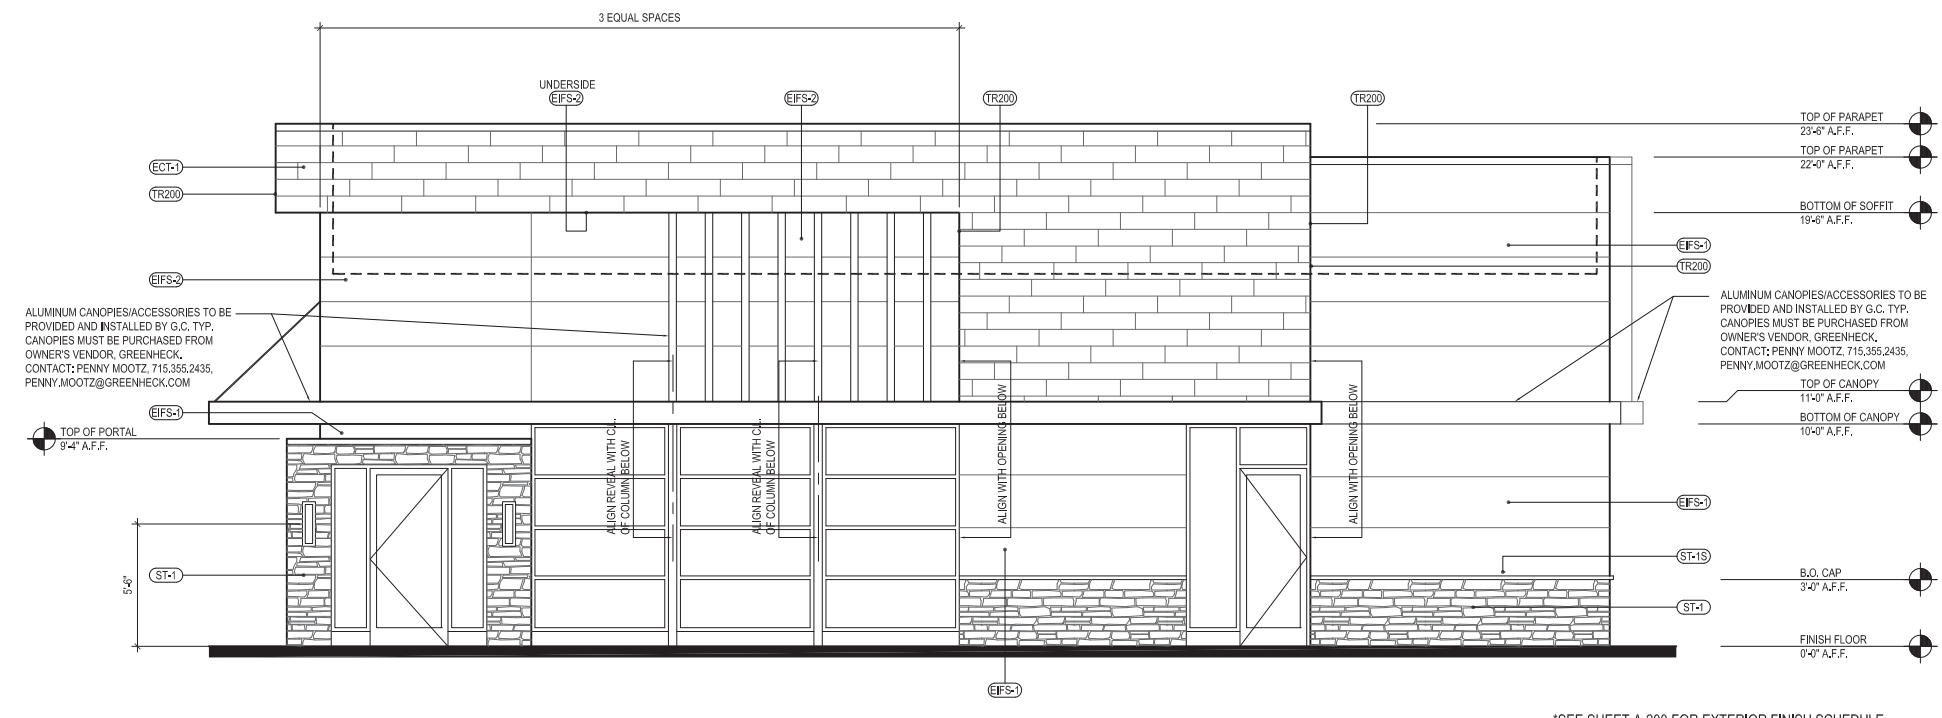 3 EQUAL SPACES
UNDERSIDE
EIFS-2
EIFS-2
TR200
TR200
TOP OF PARAPET
23'-6" A.F.F.
TOP OF PARAPET
22'-0" A.F.F.
ECT-1
TR200
BOTTOM OF SOFFIT
19'-6" A.F.F.
EIFS-1
TR200
EIFS-2
ALUMINUM CANOPIES/ACCESSORIES TO BE
PROVIDED AND INSTALLED BY G.C. TYP.
CANOPIES MUST BE PURCHASED FROM
OWNER'S VENDOR, GREENHECK.
CONTACT: PENNY MOOTZ, 715.355.2435,
PENNY.MOOTZ@GREENHECK.COM
ALUMINUM CANOPIES/ACCESSORIES TO BE
PROVIDED AND INSTALLED BY G.C. TYP.
CANOPIES MUST BE PURCHASED FROM
OWNER'S VENDOR, GREENHECK.
CONTACT: PENNY MOOTZ, 715.355.2435,
PENNY.MOOTZ@GREENHECK.COM
TOP OF CANOPY
11'-0" A.F.F.
EIFS-1
BOTTOM OF CANOPY
10'-0" A.F.F.
TOP OF PORTAL
9'-4" A.F.F.
ALIGN REVEAL WITH C.L.
OF COLUMN BELOW
ALIGN REVEAL WITH C.L.
OF COLUMN BELOW
ALIGN WITH OPENING BELOW
ALIGN WITH OPENING BELOW
EIFS-1
ST-1S
5'-6"
ST-1
B.O. CAP
3'-0" A.F.F.
ST-1
FINISH FLOOR
0'-0" A.F.F.
EIFS-1
*SEE SHEET A-200 FOR EXTERIOR FINISH SCHEDULE